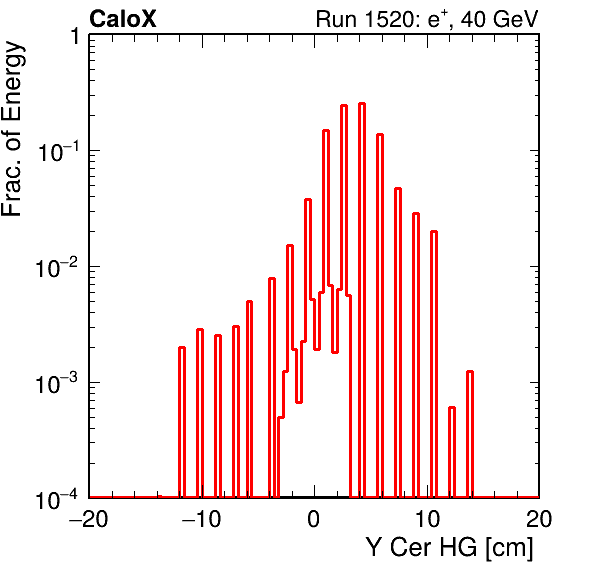 CaloX Run 1520: e⁺, 40 GeV
Frac. of Energy
1
10⁻¹
10⁻²
10⁻³
10⁻⁴
−20 −10 0 10 20
Y Cer HG [cm]